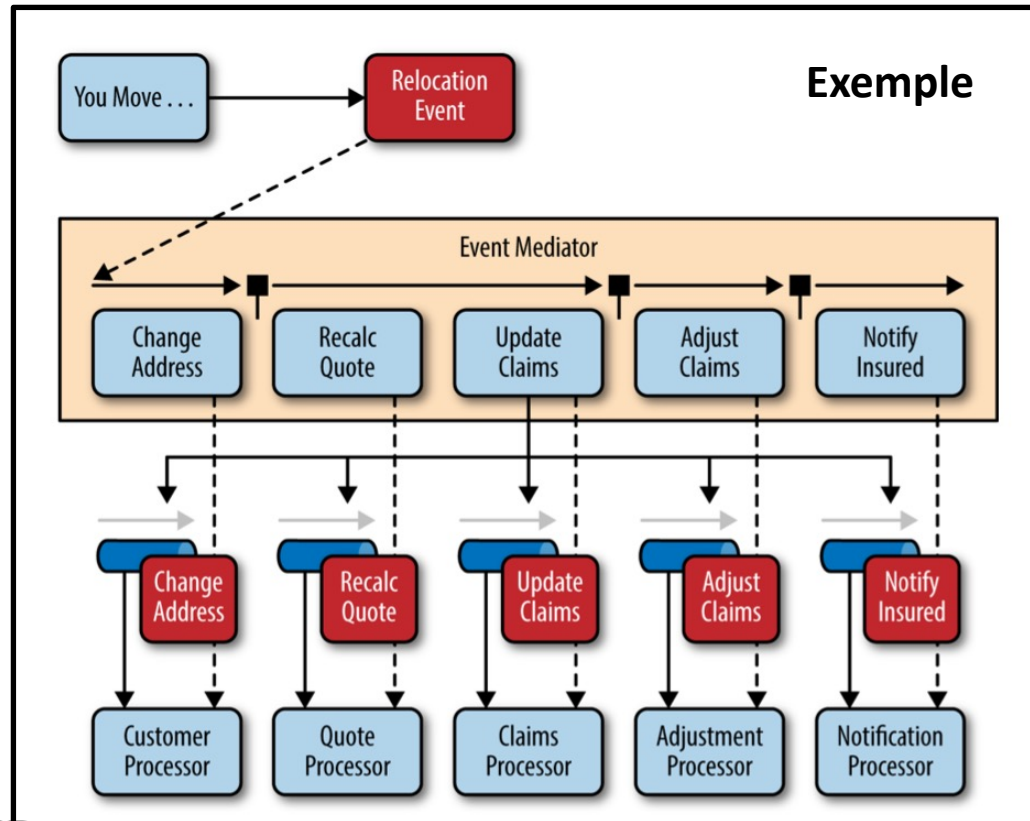 You Move . . .
Relocation
Event
Exemple
Event Mediator
Change
Address
Recalc
Quote
Update
Claims
Adjust
Claims
Notify
Insured
Change
Address
Recalc
Quote
Update
Claims
Adjust
Claims
Notify
Insured
Customer
Processor
Quote
Processor
Claims
Processor
Adjustment
Processor
Notification
Processor